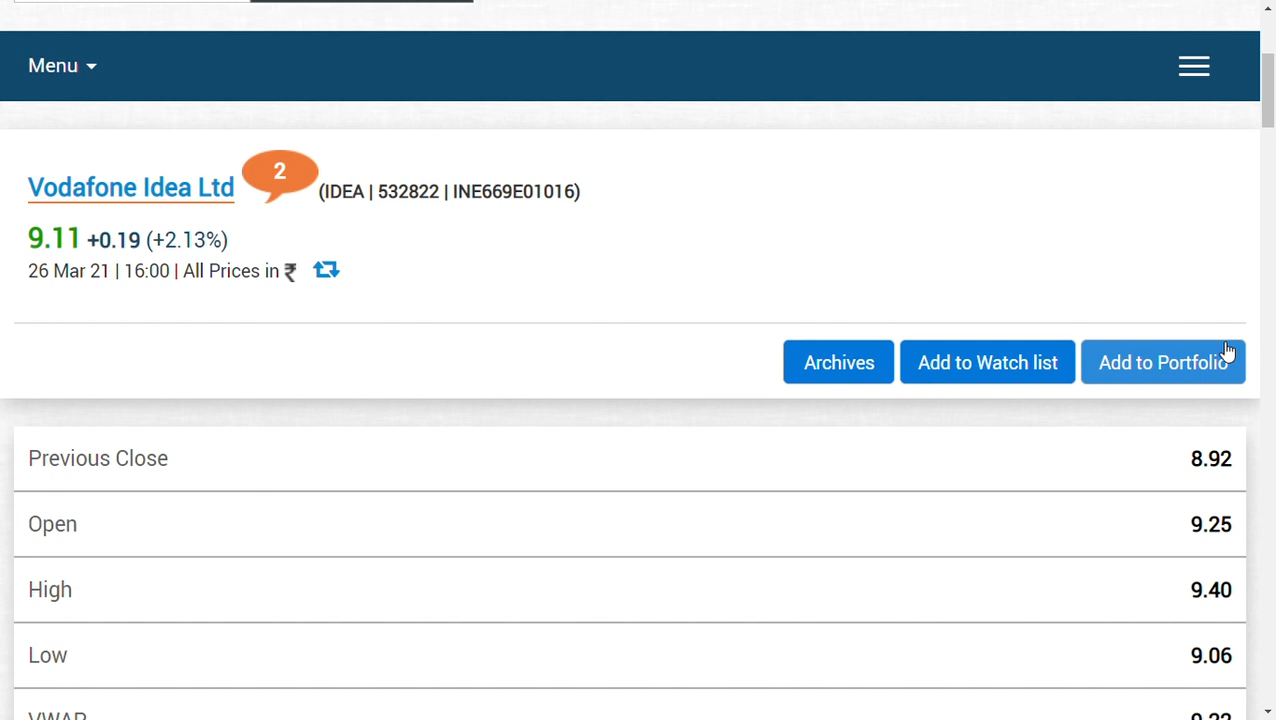 Menu
Vodafone Idea Ltd 2 (IDEA | 532822 | INE669E01016)
9.11 +0.19 (+2.13%)
26 Mar 21 | 16:00 | All Prices in ₹
Archives Add to Watch list Add to Portfolio
Previous Close 8.92
Open 9.25
High 9.40
Low 9.06
VWAP